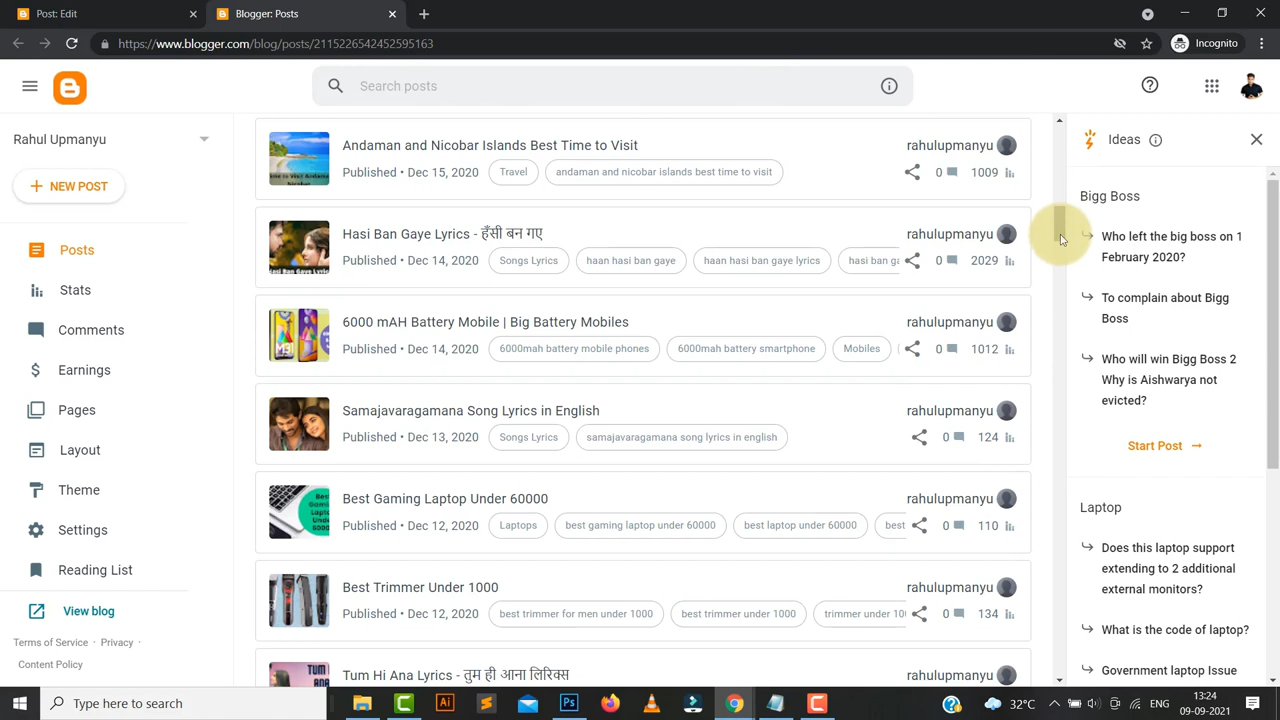 Post: Edit
Blogger: Posts
https://www.blogger.com/blog/posts/2115226542452595163
Incognito
Search posts
Rahul Upmanyu
NEW POST
Posts
Stats
Comments
Earnings
Pages
Layout
Theme
Settings
Reading List
View blog
Terms of Service · Privacy ·
Content Policy
Andaman and Nicobar Islands Best Time to Visit
rahulupmanyu
Published • Dec 15, 2020
Travel
andaman and nicobar islands best time to visit
0
1009
Hasi Ban Gaye Lyrics - हँसी बन गए
rahulupmanyu
Published • Dec 14, 2020
Songs Lyrics
haan hasi ban gaye
haan hasi ban gaye lyrics
hasi ban ga
0
2029
6000 mAH Battery Mobile | Big Battery Mobiles
rahulupmanyu
Published • Dec 14, 2020
6000mah battery mobile phones
6000mah battery smartphone
Mobiles
0
1012
Samajavaragamana Song Lyrics in English
rahulupmanyu
Published • Dec 13, 2020
Songs Lyrics
samajavaragamana song lyrics in english
0
124
Best Gaming Laptop Under 60000
rahulupmanyu
Published • Dec 12, 2020
Laptops
best gaming laptop under 60000
best laptop under 60000
best
0
110
Best Trimmer Under 1000
rahulupmanyu
Published • Dec 12, 2020
best trimmer for men under 1000
best trimmer under 1000
trimmer under 10
0
134
Tum Hi Ana Lyrics - तुम ही आना लिरिक्स
rahulupmanyu
Ideas
Bigg Boss
Who left the big boss on 1
February 2020?
To complain about Bigg
Boss
Who will win Bigg Boss 2
Why is Aishwarya not
evicted?
Start Post
Laptop
Does this laptop support
extending to 2 additional
external monitors?
What is the code of laptop?
Government laptop Issue
Type here to search
32°C
ENG
13:24
09-09-2021